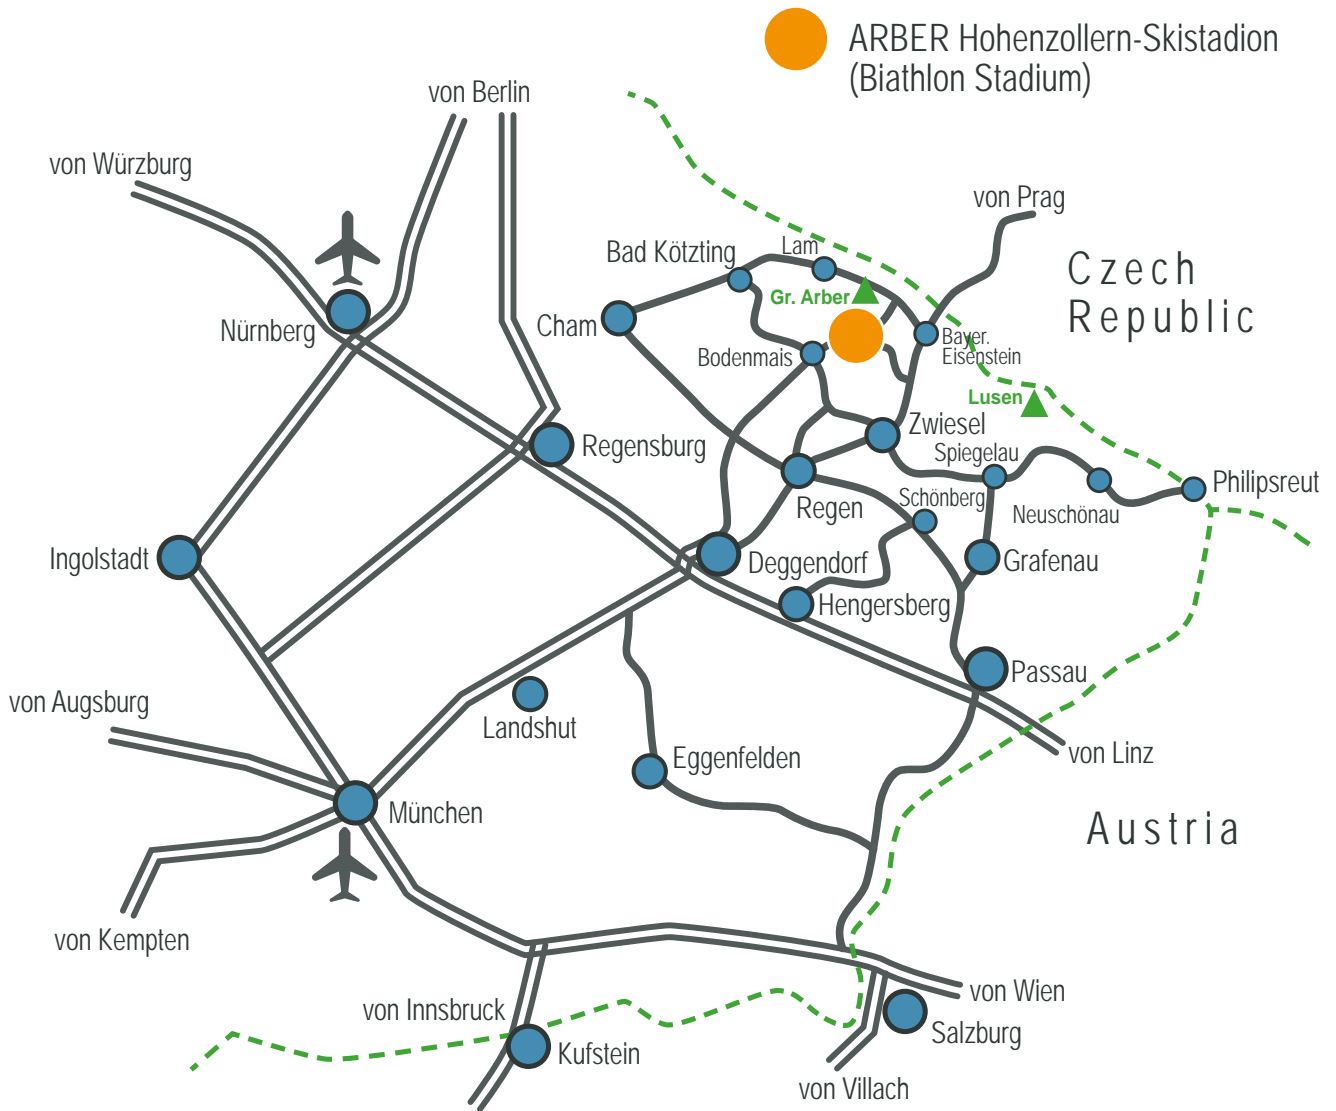 ARBER Hohenzollern-Skistadion
(Biathlon Stadium)
von Berlin
von Würzburg
von Prag
Lam
Bad Kötzting
Czech
Republic
Gr. Arber
Nürnberg
Cham
Bayer.
Eisenstein
Bodenmais
Lusen
Zwiesel
Regensburg
Spiegelau
Philipsreut
Schönberg
Regen
Neuschönau
Ingolstadt
Deggendorf
Grafenau
Hengersberg
Passau
von Augsburg
Landshut
von Linz
Eggenfelden
München
Austria
von Kempten
von Wien
von Innsbruck
Salzburg
Kufstein
von Villach